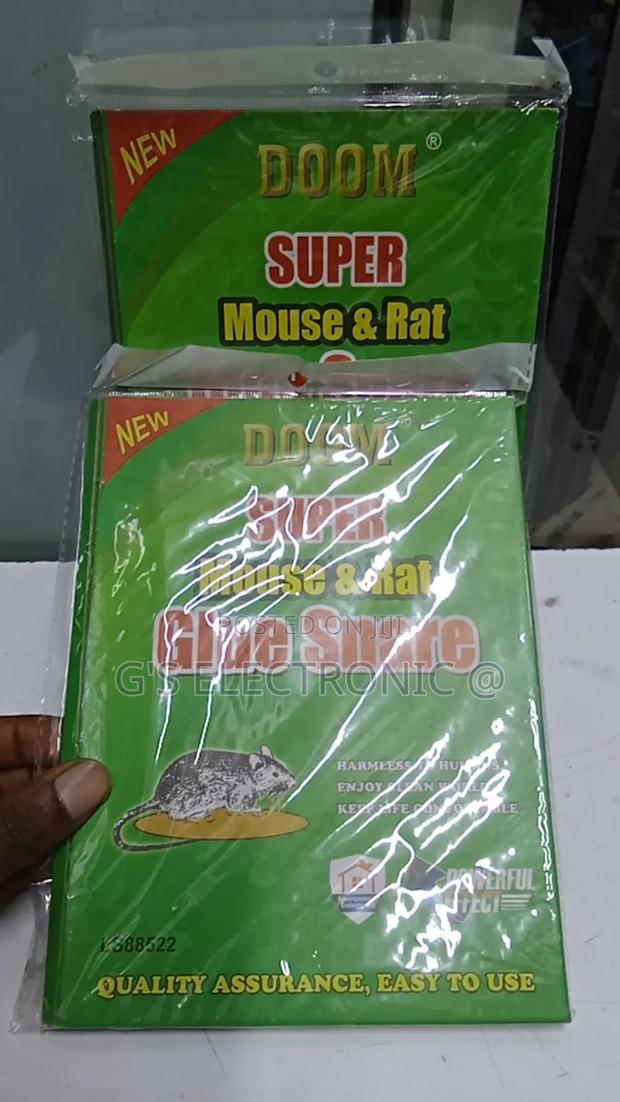 NEW
DOOM®
SUPER
Mouse & Rat
NEW
DOOM
SUPER
Mouse & Rat
Glue Snare
POSTED ON JIJI
G'S ELECTRONIC @
HARMLESS TO HUMANS
ENJOY CLEAN WORLD
KEEP LIFE COMFORTABLE
POWERFUL
EFFECT
LS88522
QUALITY ASSURANCE, EASY TO USE